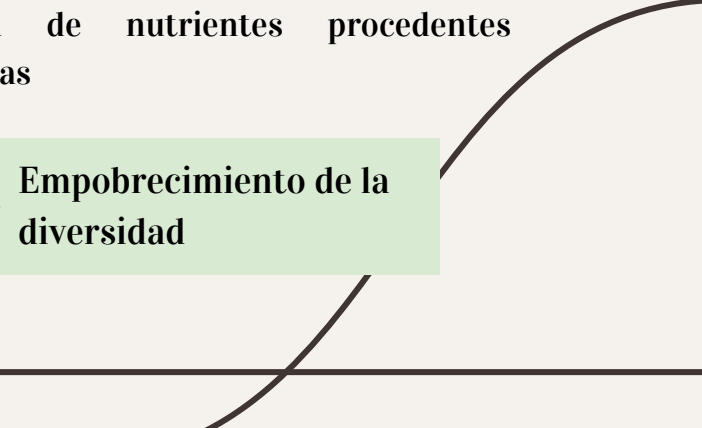 de nutrientes procedentes
as
Empobrecimiento de la
diversidad